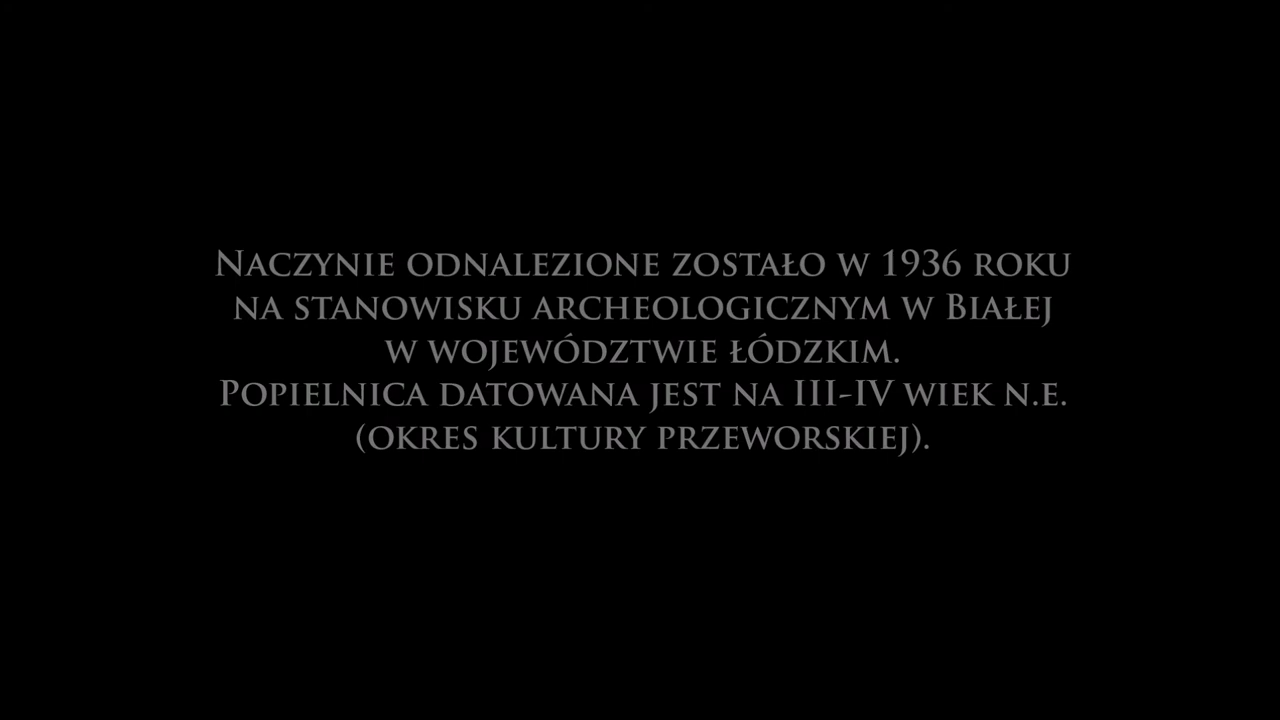 Naczynie odnalezione zostało w 1936 roku
na stanowisku archeologicznym w Białej
w województwie łódzkim.
Popielnica datowana jest na III-IV wiek n.e.
(okres kultury przeworskiej).